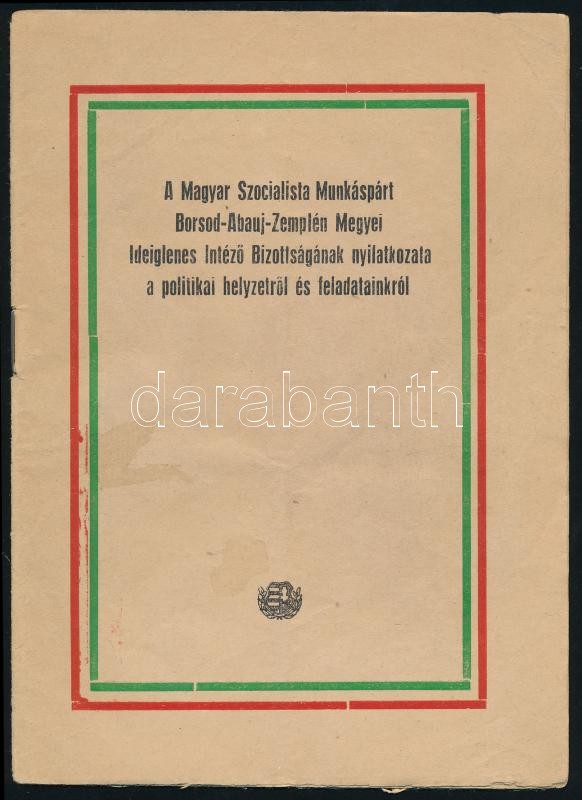 A Magyar Szocialista Munkáspárt
Borsod-Abauj-Zemplén Megyei
Ideiglenes Intéző Bizottságának nyilatkozata
a politikai helyzetről és feladatainkról
darabanth